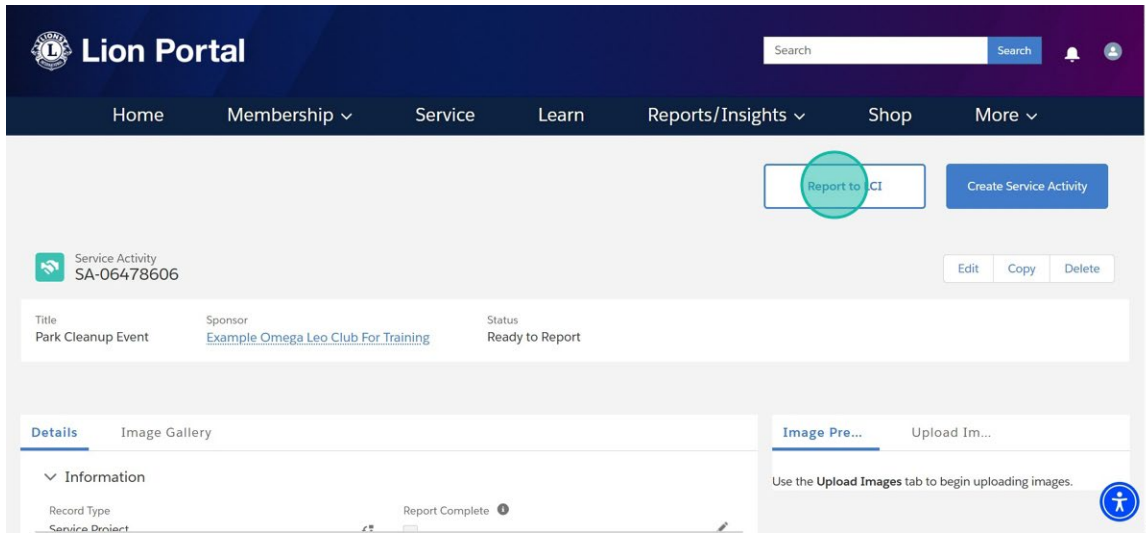 Lion Portal
Search
Search
Home Membership Service Learn Reports/Insights Shop More
Report to LCI Create Service Activity
Service Activity
SA-06478606
Edit Copy Delete
Title Sponsor Status
Park Cleanup Event Example Omega Leo Club For Training Ready to Report
Details Image Gallery
Image Pre... Upload Im...
Information
Use the Upload Images tab to begin uploading images.
Record Type Report Complete
Service Project